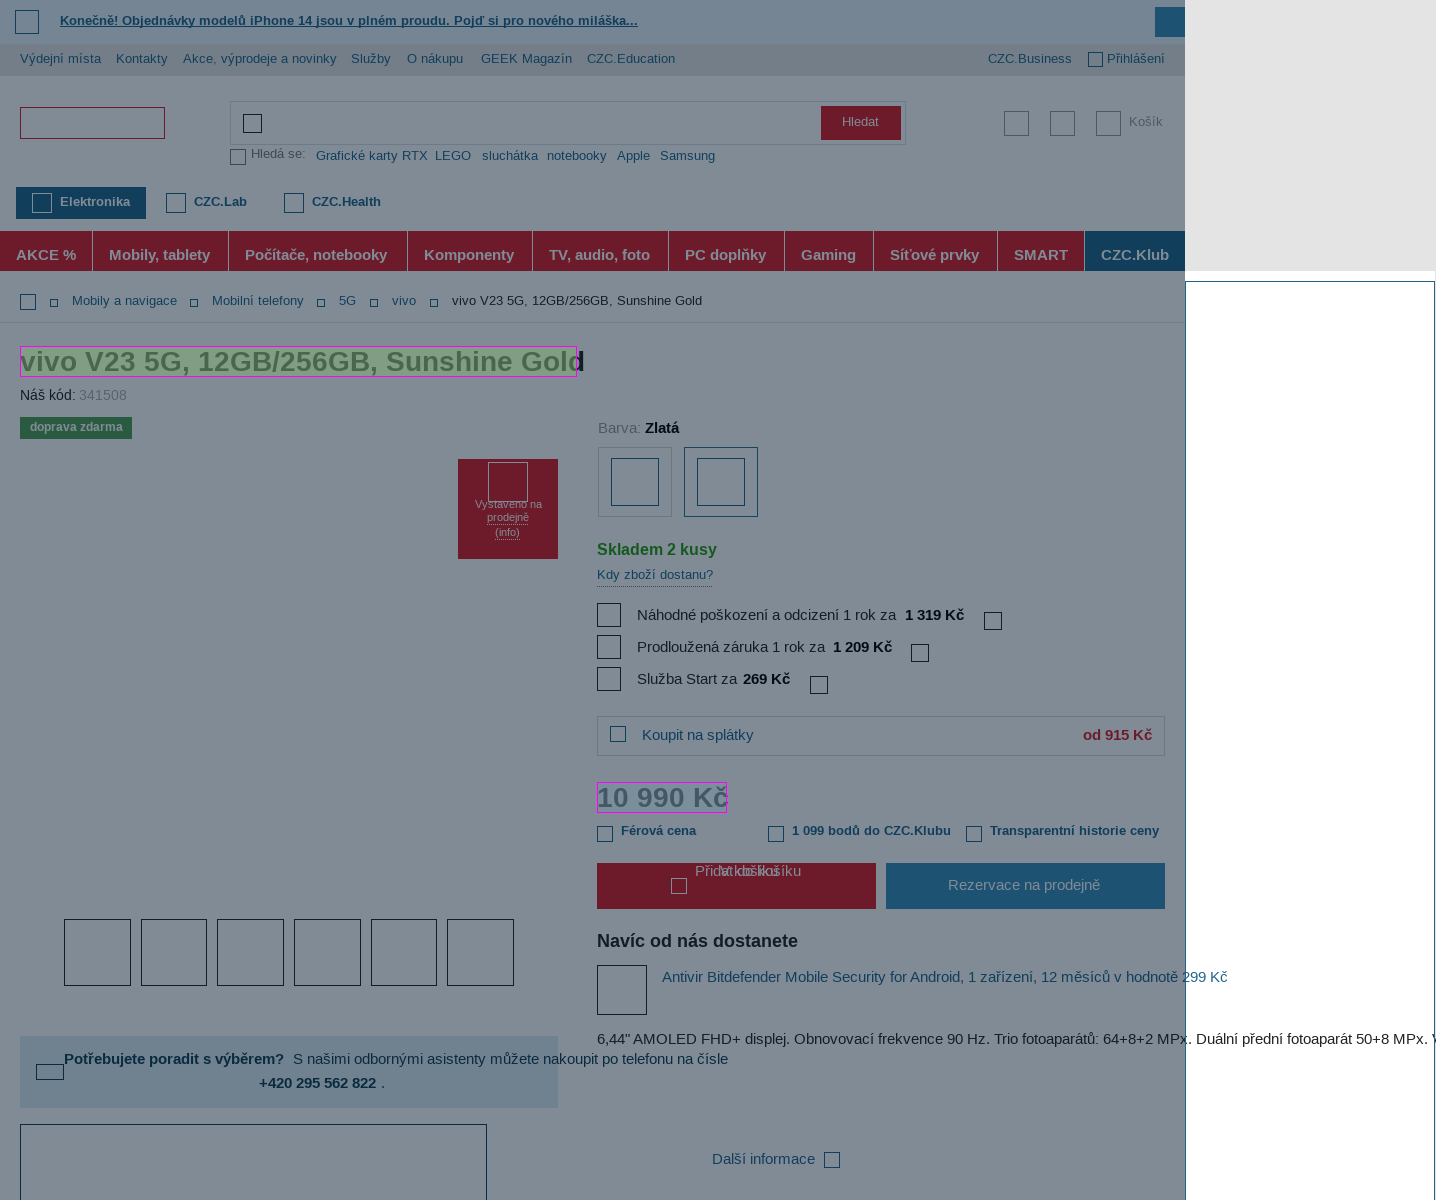 Konečně! Objednávky modelů iPhone 14 jsou v plném proudu. Pojď si pro nového miláška...
Výdejní místa Kontakty Akce, výprodeje a novinky Služby O nákupu GEEK Magazín CZC.Education CZC.Business Přihlášení
Hledat Košík
Hledá se: Grafické karty RTX LEGO sluchátka notebooky Apple Samsung
Elektronika CZC.Lab CZC.Health
AKCE % Mobily, tablety Počítače, notebooky Komponenty TV, audio, foto PC doplňky Gaming Síťové prvky SMART CZC.Klub
Mobily a navigace Mobilní telefony 5G vivo vivo V23 5G, 12GB/256GB, Sunshine Gold
vivo V23 5G, 12GB/256GB, Sunshine Gold
Náš kód: 341508
doprava zdarma
Vystaveno na
prodejně
(info)
Barva: Zlatá
Skladem 2 kusy
Kdy zboží dostanu?
Náhodné poškození a odcizení 1 rok za 1 319 Kč
Prodloužená záruka 1 rok za 1 209 Kč
Služba Start za 269 Kč
Koupit na splátky od 915 Kč
10 990 Kč
Férová cena 1 099 bodů do CZC.Klubu Transparentní historie ceny
Přidat do košíku
V košíku
Rezervace na prodejně
Navíc od nás dostanete
Antivir Bitdefender Mobile Security for Android, 1 zařízení, 12 měsíců v hodnotě 299 Kč
6,44" AMOLED FHD+ displej. Obnovovací frekvence 90 Hz. Trio fotoaparátů: 64+8+2 MPx. Duální přední fotoaparát 50+8 MPx.
Potřebujete poradit s výběrem? S našimi odbornými asistenty můžete nakoupit po telefonu na čísle
+420 295 562 822 .
Další informace